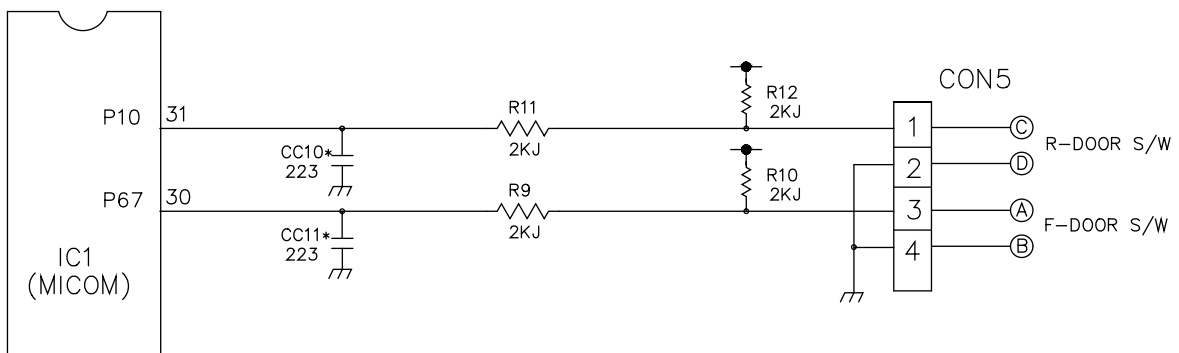 CON5
R12
2KJ
R11
2KJ
P10
31
CC10*
223
1
C
R-DOOR S/W
2
D
R10
2KJ
R9
2KJ
P67
30
CC11*
223
3
A
F-DOOR S/W
4
B
IC1
(MICOM)